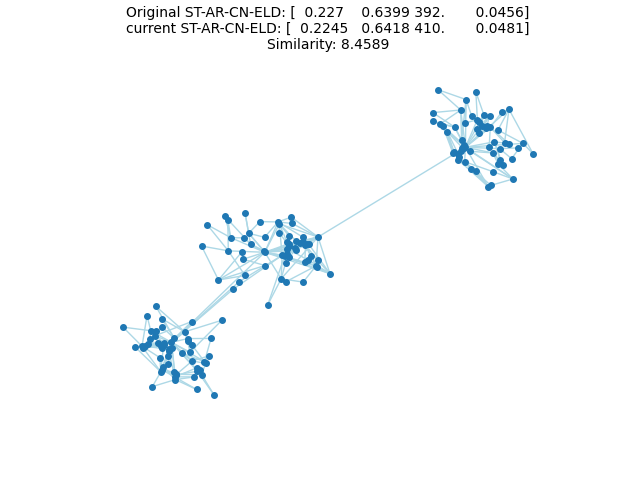 Original ST-AR-CN-ELD: [  0.227    0.6399 392.       0.0456]
current ST-AR-CN-ELD: [  0.2245   0.6418 410.       0.0481]
Similarity: 8.4589